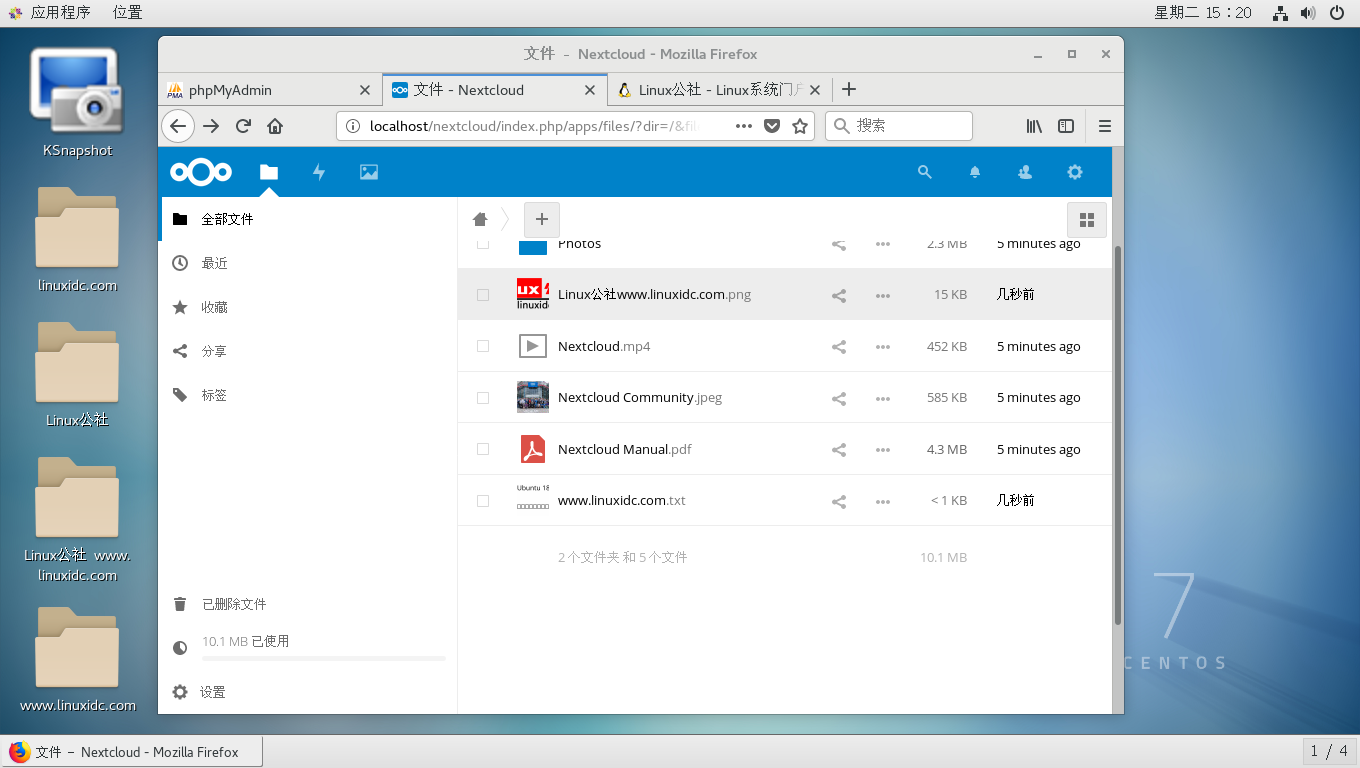 应用程序 位置 星期二 15：20
KSnapshot
linuxidc.com
Linux公社
Linux公社 www.
linuxidc.com
www.linuxidc.com
文件 - Nextcloud - Mozilla Firefox
phpMyAdmin 文件 - Nextcloud Linux公社 - Linux系统门
localhost/nextcloud/index.php/apps/files/?dir=/&fil 搜索
全部文件
最近
收藏
分享
标签
已删除文件
10.1 MB 已使用
设置
Photos 2.3 MB 5 minutes ago
Linux公社www.linuxidc.com.png 15 KB 几秒前
Nextcloud.mp4 452 KB 5 minutes ago
Nextcloud Community.jpeg 585 KB 5 minutes ago
Nextcloud Manual.pdf 4.3 MB 5 minutes ago
www.linuxidc.com.txt < 1 KB 几秒前
2 个文件夹 和 5 个文件 10.1 MB
7
CENTOS
文件 - Nextcloud - Mozilla Firefox 1 / 4